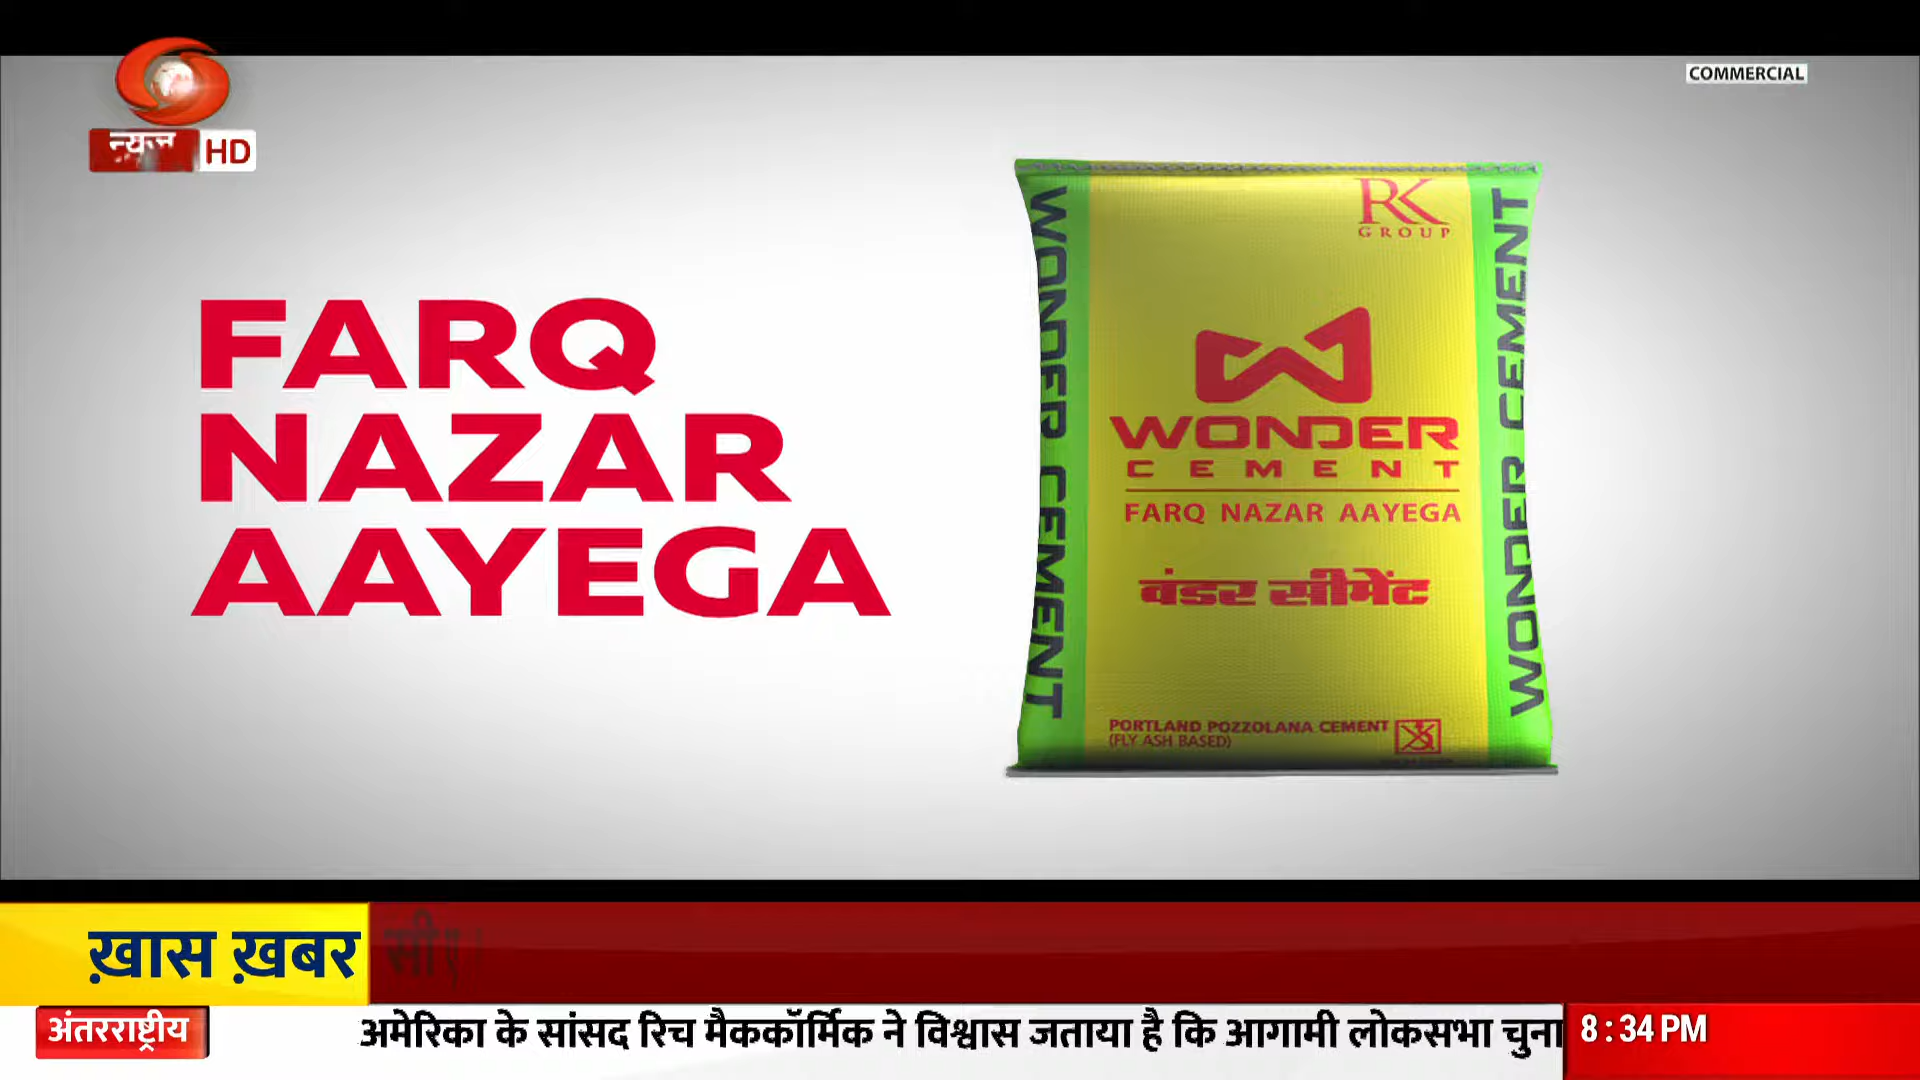 न्यूज़ HD
COMMERCIAL
FARQ
NAZAR
AAYEGA
RK
GROUP
WONDER CEMENT
WONDER CEMENT
WONDER
CEMENT
FARQ NAZAR AAYEGA
वंडर सीमेंट
PORTLAND POZZOLANA CEMENT
(FLY ASH BASED)
ख़ास ख़बर
अंतरराष्ट्रीय
अमेरिका के सांसद रिच मैककॉर्मिक ने विश्वास जताया है कि आगामी लोकसभा चुना
8:34 PM